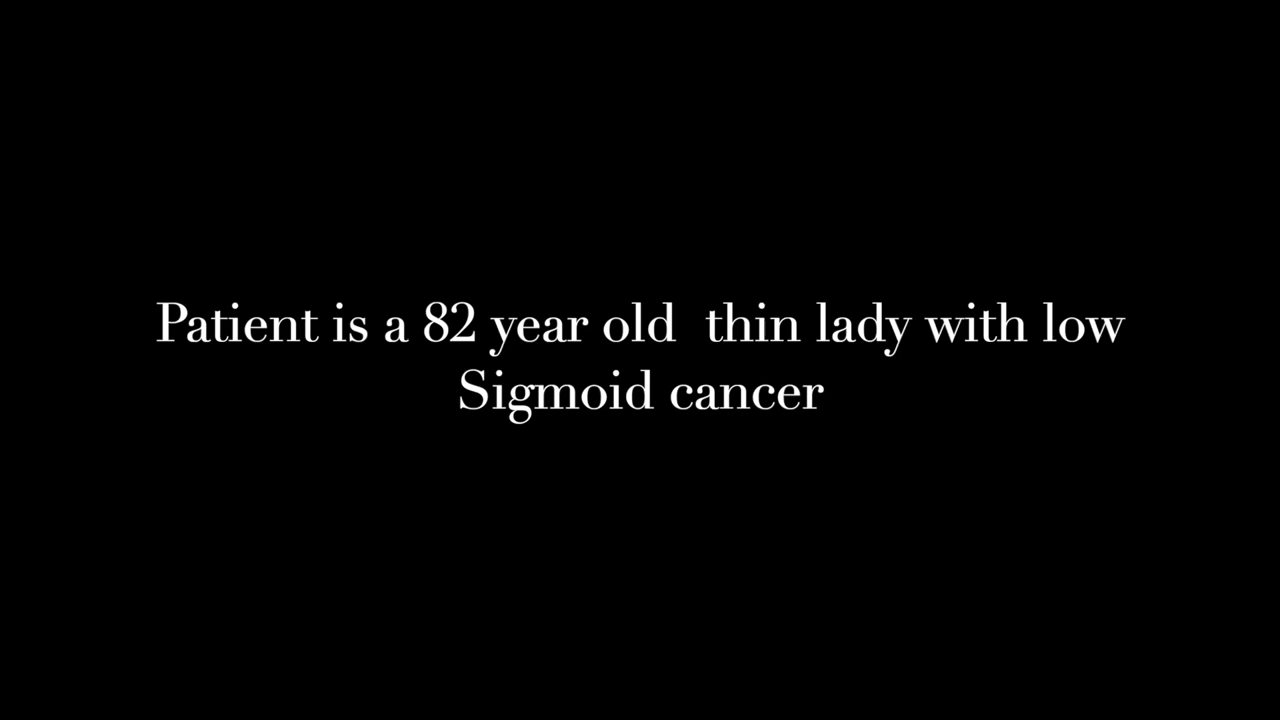 Patient is a 82 year old  thin lady with low
Sigmoid cancer